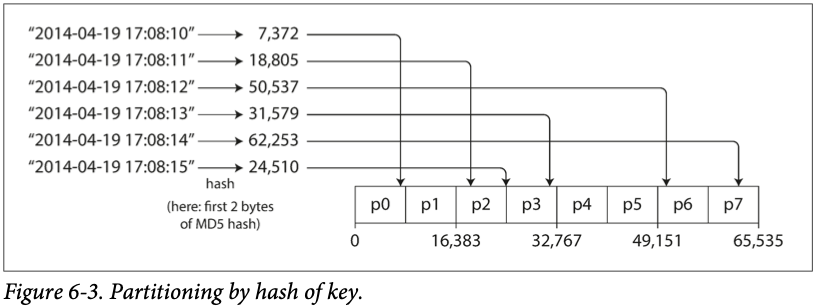 “2014-04-19 17:08:10” 7,372
“2014-04-19 17:08:11” 18,805
“2014-04-19 17:08:12” 50,537
“2014-04-19 17:08:13” 31,579
“2014-04-19 17:08:14” 62,253
“2014-04-19 17:08:15” 24,510
hash
(here: first 2 bytes
of MD5 hash)
p0 p1 p2 p3 p4 p5 p6 p7
0 16,383 32,767 49,151 65,535
Figure 6-3. Partitioning by hash of key.